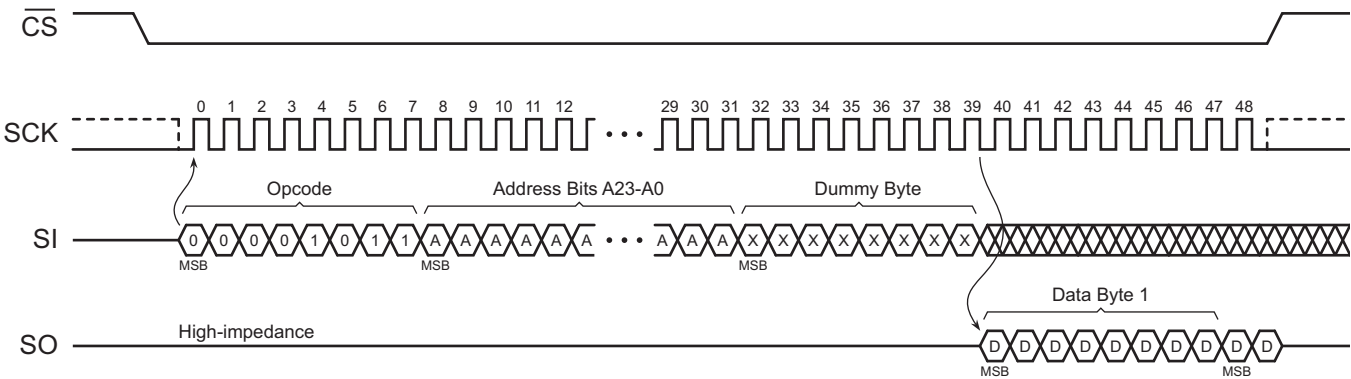 CS
0 1 2 3 4 5 6 7 8 9 10 11 12 29 30 31 32 33 34 35 36 37 38 39 40 41 42 43 44 45 46 47 48
SCK
Opcode Address Bits A23-A0 Dummy Byte
SI 0 0 0 0 1 0 1 1 A A A A A A • • • A A A X X X X X X X X
MSB MSB MSB
Data Byte 1
High-impedance
SO D D D D D D D D D D
MSB MSB